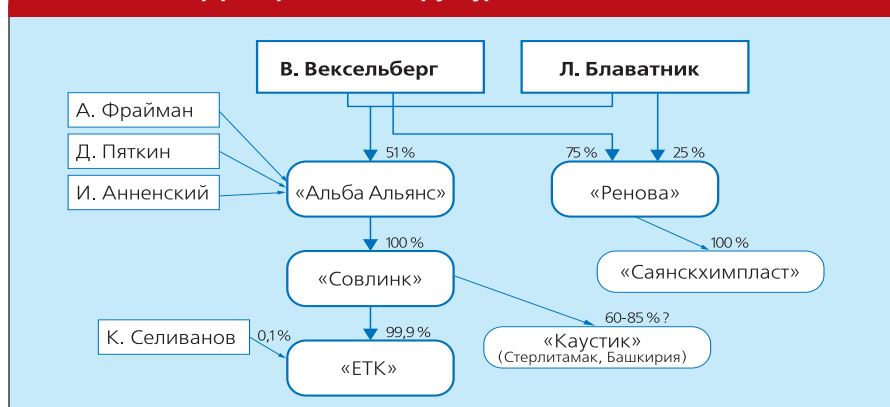 В. Вексельберг
Л. Блаватник
А. Фрайман
Д. Пяткин
И. Анненский
51 %
75 %
25 %
«Альба Альянс»
«Ренова»
100 %
100 %
«Совлинк»
«Саянскхимпласт»
60-85 % ?
К. Селиванов
0,1 %
99,9 %
«Каустик»
(Стерлитамак, Башкирия)
«ЕТК»